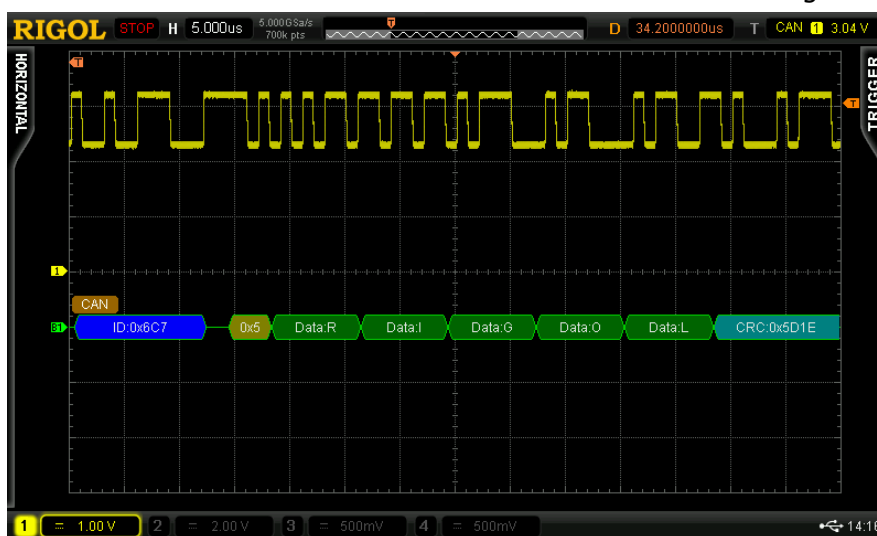 RIGOL STOP H 5.000us 5.000GSa/s 700k pts D 34.2000000us T CAN 1 3.04 V
HORIZONTAL
TRIGGER
T
T
T
1
CAN
B1 ID:0x6C7 0x5 Data:R Data:I Data:G Data:O Data:L CRC:0x5D1E
1 = 1.00 V 2 = 2.00 V 3 = 500mV 4 = 500mV 14:16